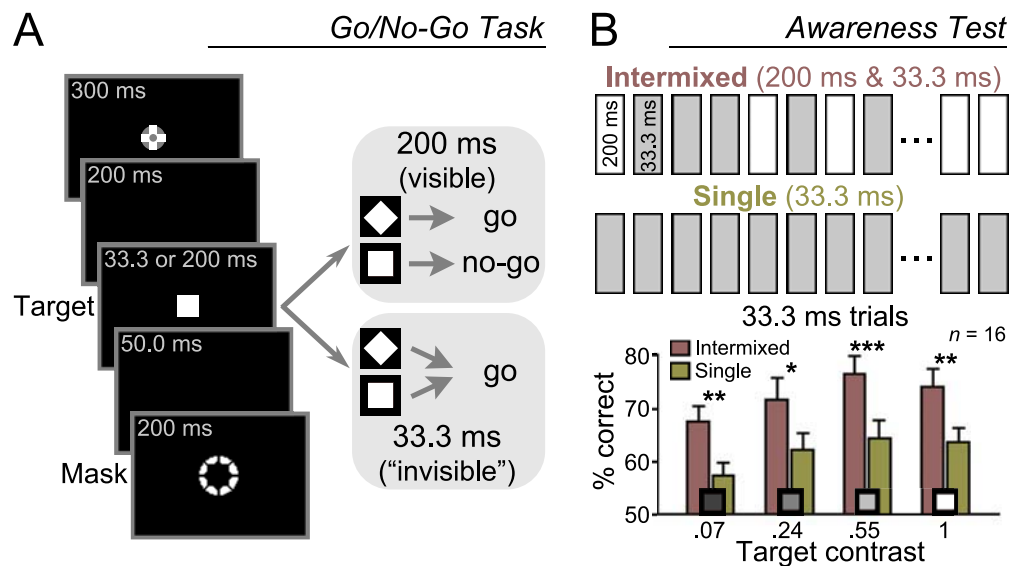 A
Go/No-Go Task
300 ms
200 ms
33.3 or 200 ms
Target
50.0 ms
200 ms
Mask
200 ms
(visible)
go
no-go
go
33.3 ms
("invisible")
B
Awareness Test
Intermixed (200 ms & 33.3 ms)
200 ms
33.3 ms
...
Single (33.3 ms)
...
33.3 ms trials
n = 16
Intermixed
Single
% correct
80
70
60
50
**
*
***
**
.07 .24 .55 1
Target contrast